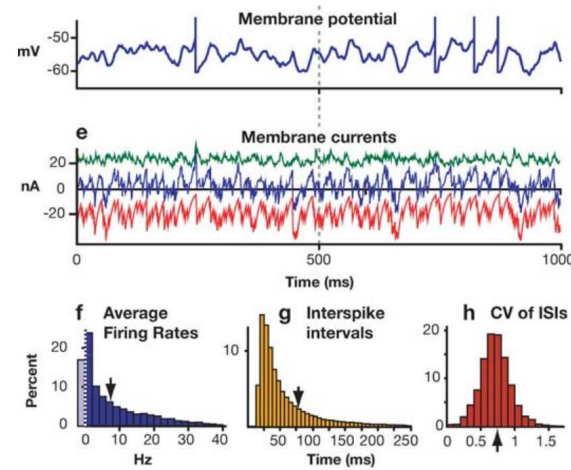 Membrane potential
-50
mV
-60
e
Membrane currents
20
nA
0
-20
0
500
1000
Time (ms)
f
Average
Firing Rates
g
Interspike
intervals
h
CV of ISIs
Percent
20
10
0
0
10
20
30
40
Hz
10
50
100
150
200
250
Time (ms)
20
10
0
0
0.5
1
1.5